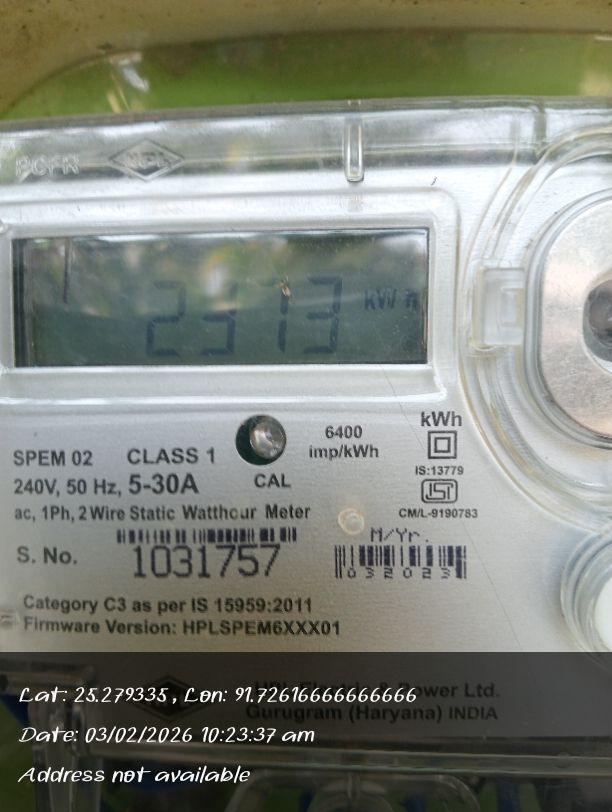 HPL
2373 kWh
kWh
6400
imp/kWh
SPEM 02 CLASS 1
CAL
IS:13779
240V, 50 Hz, 5-30A
ISI
CM/L-9190783
ac, 1Ph, 2 Wire Static Watthour Meter
M/Yr.
S. No. 1031757
032023
Category C3 as per IS 15959:2011
Firmware Version: HPLSPEM6XXX01
HPL Electric & Power Ltd.
Gurugram (Haryana) INDIA
Lat: 25.279335 , Lon: 91.72616666666666
Date: 03/02/2026 10:23:37 am
Address not available